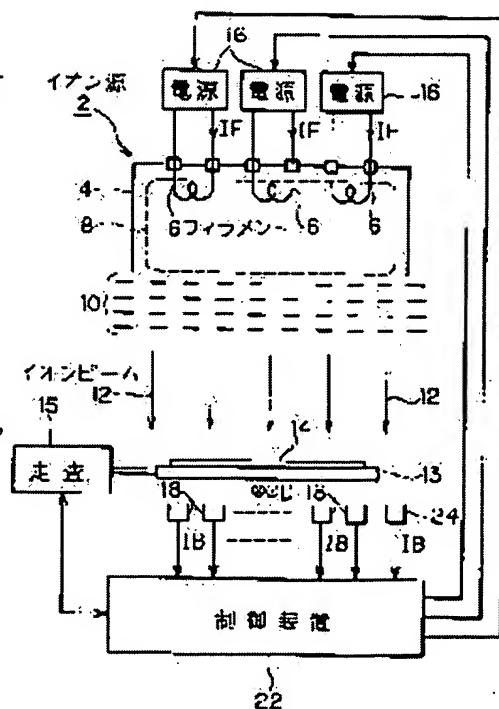 16
イオン源
2
電源 電源 電源 16
IF IF IF
4
8
6 フィラメント 6 6
10
イオンビーム
12 12
15
14
走査 13
18 18 24
IB IB IB
制御装置
22